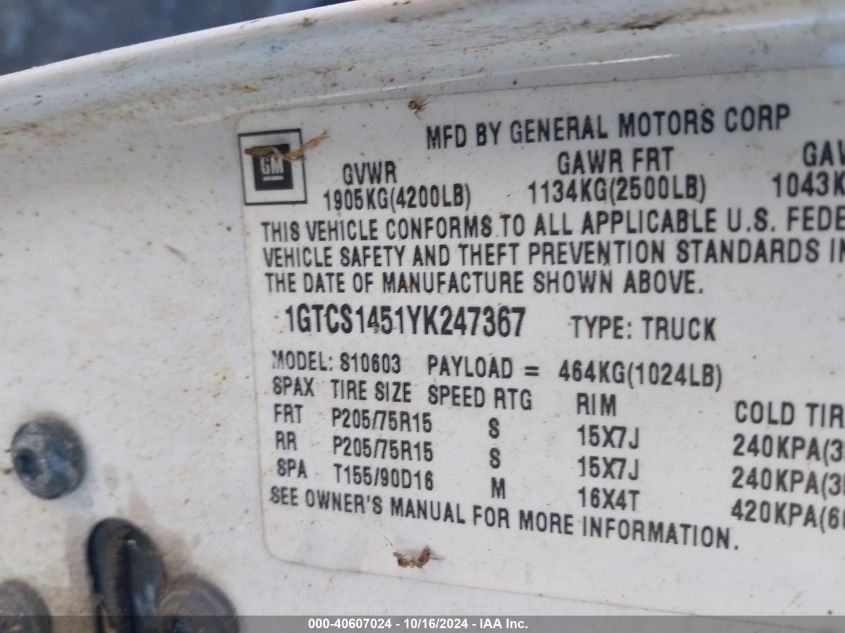 MFD BY GENERAL MOTORS CORP
GM
GVWR GAWR FRT GAW
1905KG(4200LB) 1134KG(2500LB) 1043K
THIS VEHICLE CONFORMS TO ALL APPLICABLE U.S. FEDE
VEHICLE SAFETY AND THEFT PREVENTION STANDARDS IN
THE DATE OF MANUFACTURE SHOWN ABOVE.
1GTCS1451YK247367 TYPE: TRUCK
MODEL: S10603 PAYLOAD = 464KG(1024LB)
SPAX TIRE SIZE SPEED RTG RIM COLD TIR
FRT P205/75R15 S 15X7J 240KPA(3
RR P205/75R15 S 15X7J 240KPA(3
SPA T155/90D16 M 16X4T 420KPA(60
SEE OWNER'S MANUAL FOR MORE INFORMATION.
000-40607024 - 10/16/2024 - IAA Inc.